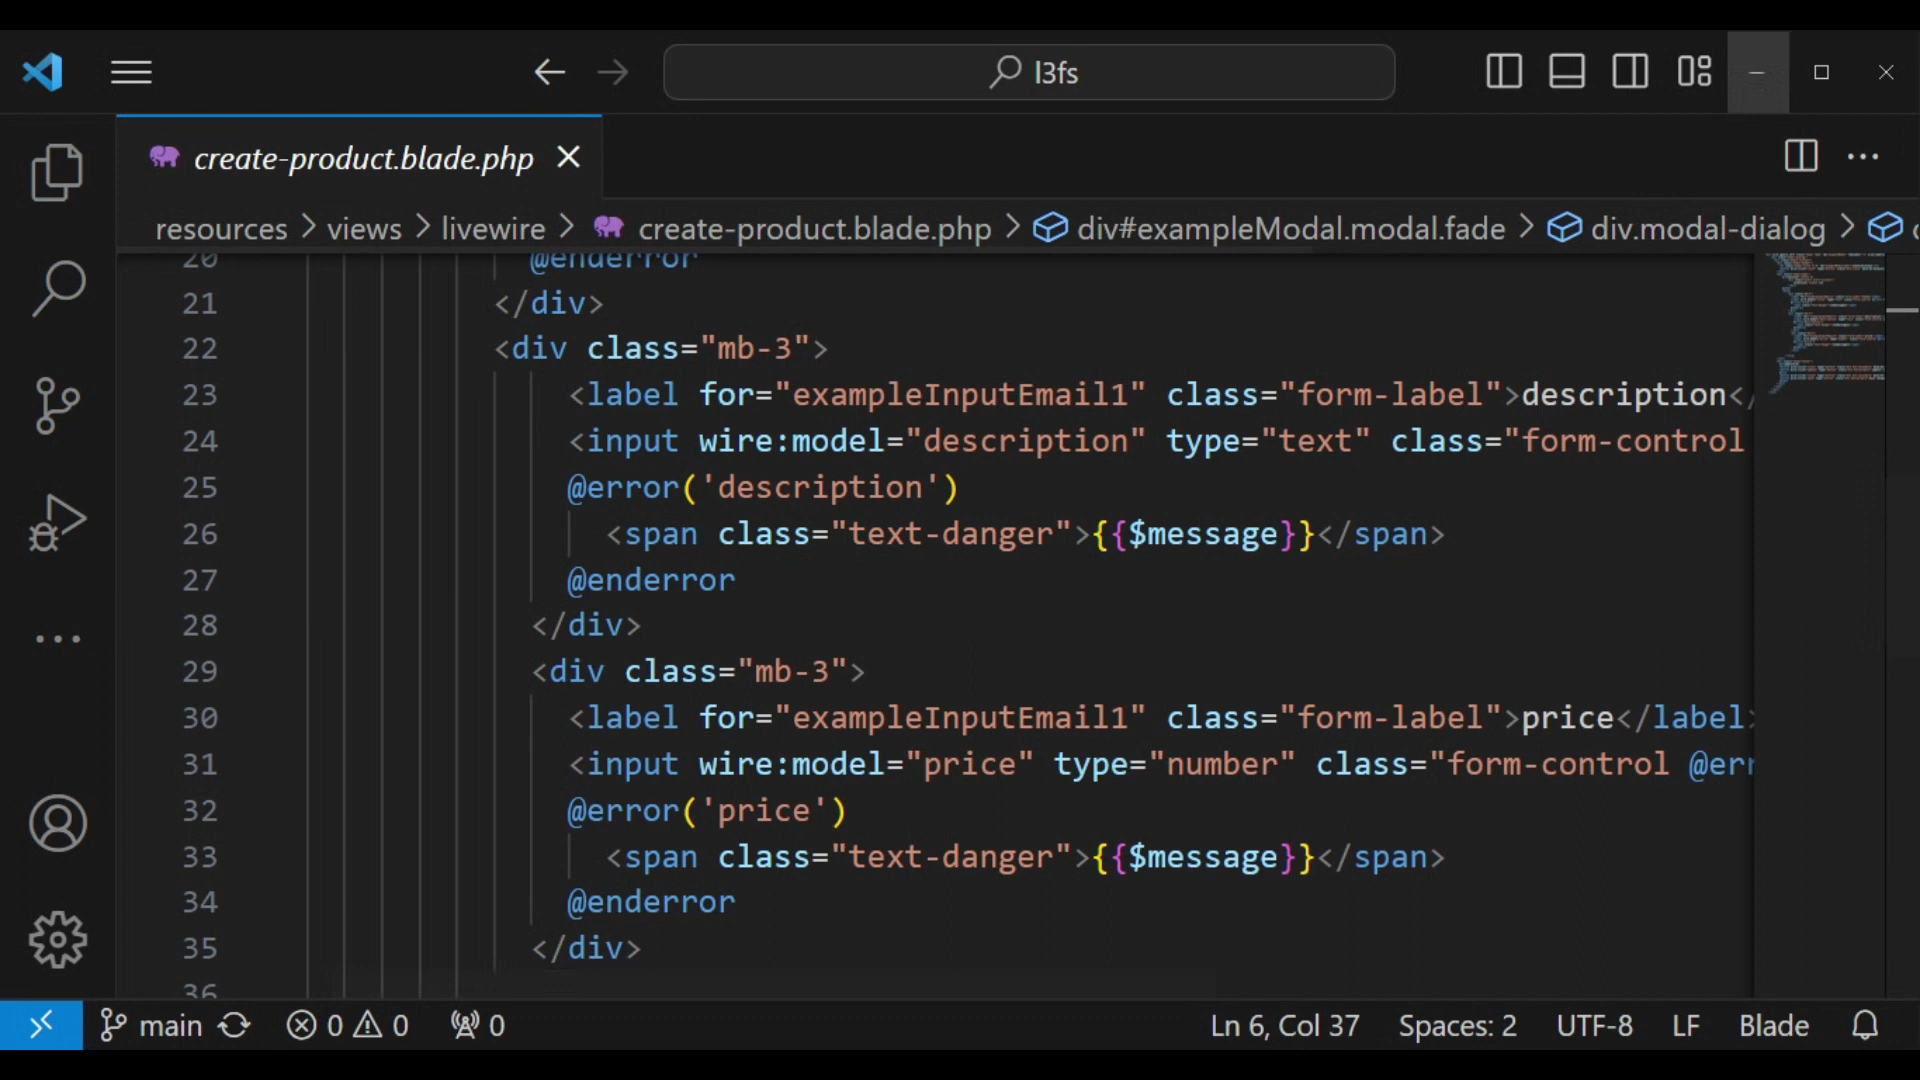 l3fs
create-product.blade.php
resources > views > livewire > create-product.blade.php > div#exampleModal.modal.fade > div.modal-dialog >
20 @enderror
21 </div>
22 <div class="mb-3">
23 <label for="exampleInputEmail1" class="form-label">description</
24 <input wire:model="description" type="text" class="form-control
25 @error('description')
26 <span class="text-danger">{{$message}}</span>
27 @enderror
28 </div>
29 <div class="mb-3">
30 <label for="exampleInputEmail1" class="form-label">price</label>
31 <input wire:model="price" type="number" class="form-control @err
32 @error('price')
33 <span class="text-danger">{{$message}}</span>
34 @enderror
35 </div>
36
main 0 0 0 Ln 6, Col 37 Spaces: 2 UTF-8 LF Blade